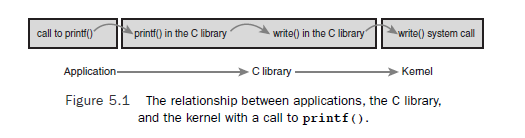 call to printf() printf() in the C library write() in the C library write() system call
Application C library Kernel
Figure 5.1 The relationship between applications, the C library,
and the kernel with a call to printf().